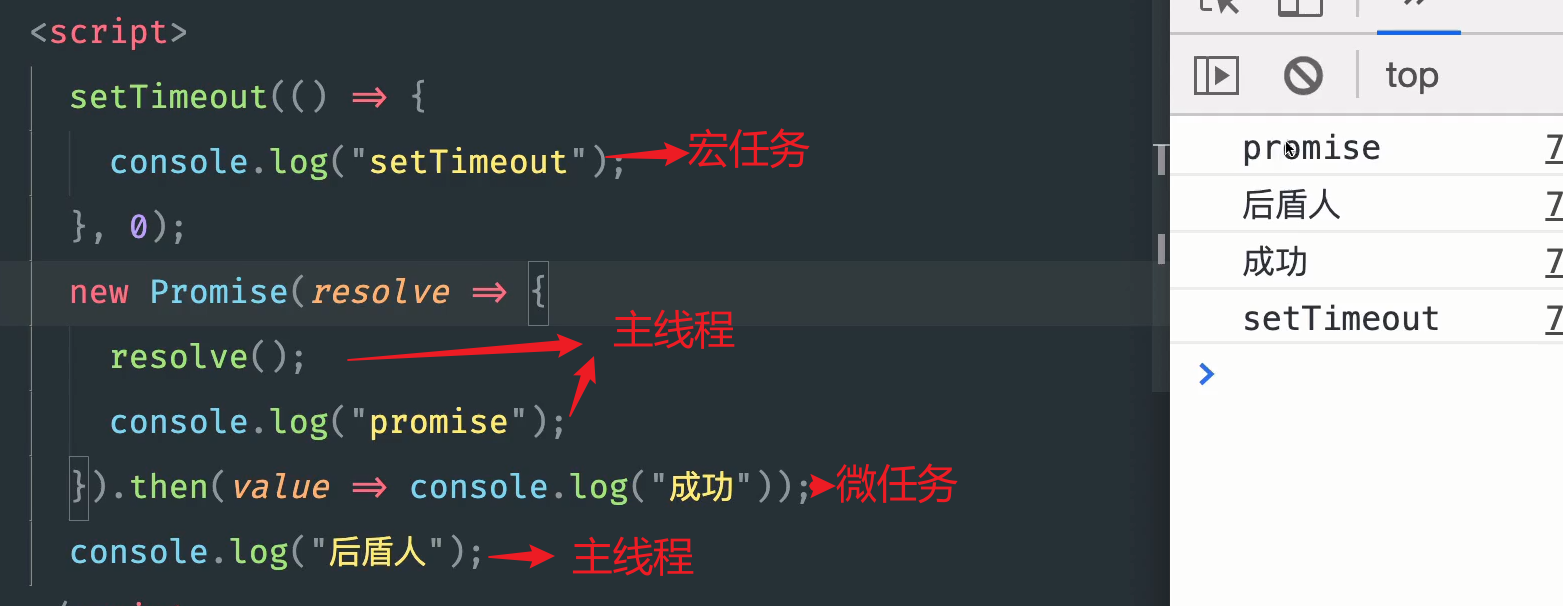 <script>
setTimeout(() => {
console.log("setTimeout"); 宏任务
}, 0);
new Promise(resolve => {
主线程
resolve();
console.log("promise");
}).then(value => console.log("成功")); 微任务
console.log("后盾人"); 主线程
top
promise 7
后盾人 7
成功 7
setTimeout 7